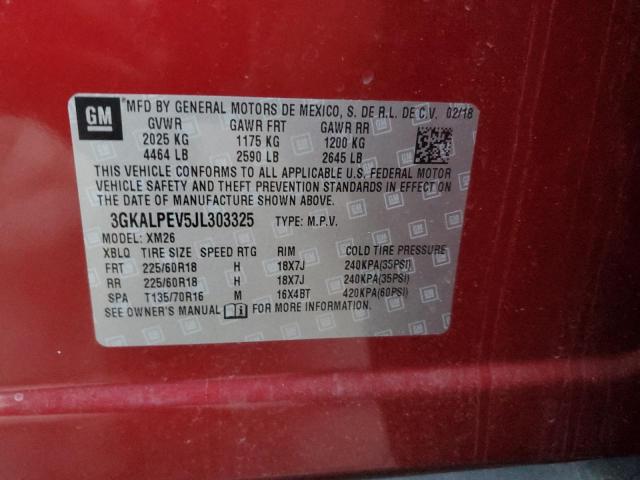 GM
MFD BY GENERAL MOTORS DE MEXICO, S. DE R.L. DE C.V. 02/18
GVWR GAWR FRT GAWR RR
2025 KG 1175 KG 1200 KG
4464 LB 2590 LB 2645 LB
THIS VEHICLE CONFORMS TO ALL APPLICABLE U.S. FEDERAL MOTOR
VEHICLE SAFETY AND THEFT PREVENTION STANDARDS IN EFFECT ON
THE DATE OF MANUFACTURE SHOWN ABOVE.
3GKALPEV5JL303325 TYPE: M.P.V.
MODEL: XM26
XBLQ TIRE SIZE SPEED RTG RIM COLD TIRE PRESSURE
FRT 225/60R18 H 18X7J 240KPA(35PSI)
RR 225/60R18 H 18X7J 240KPA(35PSI)
SPA T135/70R16 M 16X4BT 420KPA(60PSI)
SEE OWNER'S MANUAL i FOR MORE INFORMATION.